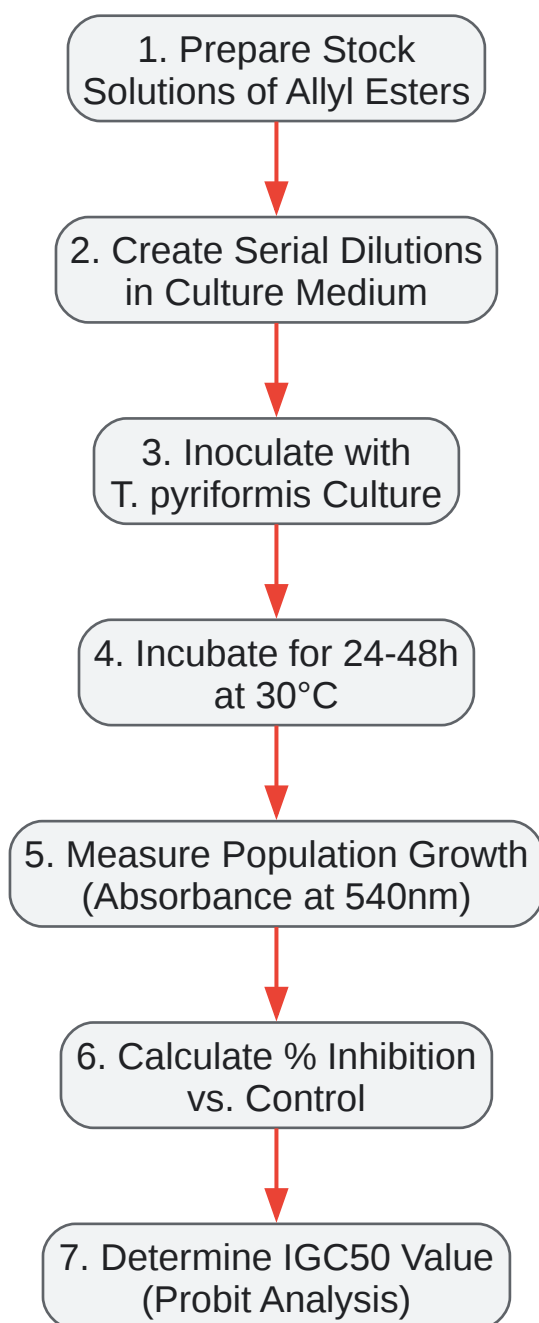 1. Prepare Stock
Solutions of Allyl Esters
2. Create Serial Dilutions
in Culture Medium
3. Inoculate with
T. pyriformis Culture
4. Incubate for 24-48h
at 30°C
5. Measure Population Growth
(Absorbance at 540nm)
6. Calculate % Inhibition
vs. Control
7. Determine IGC50 Value
(Probit Analysis)